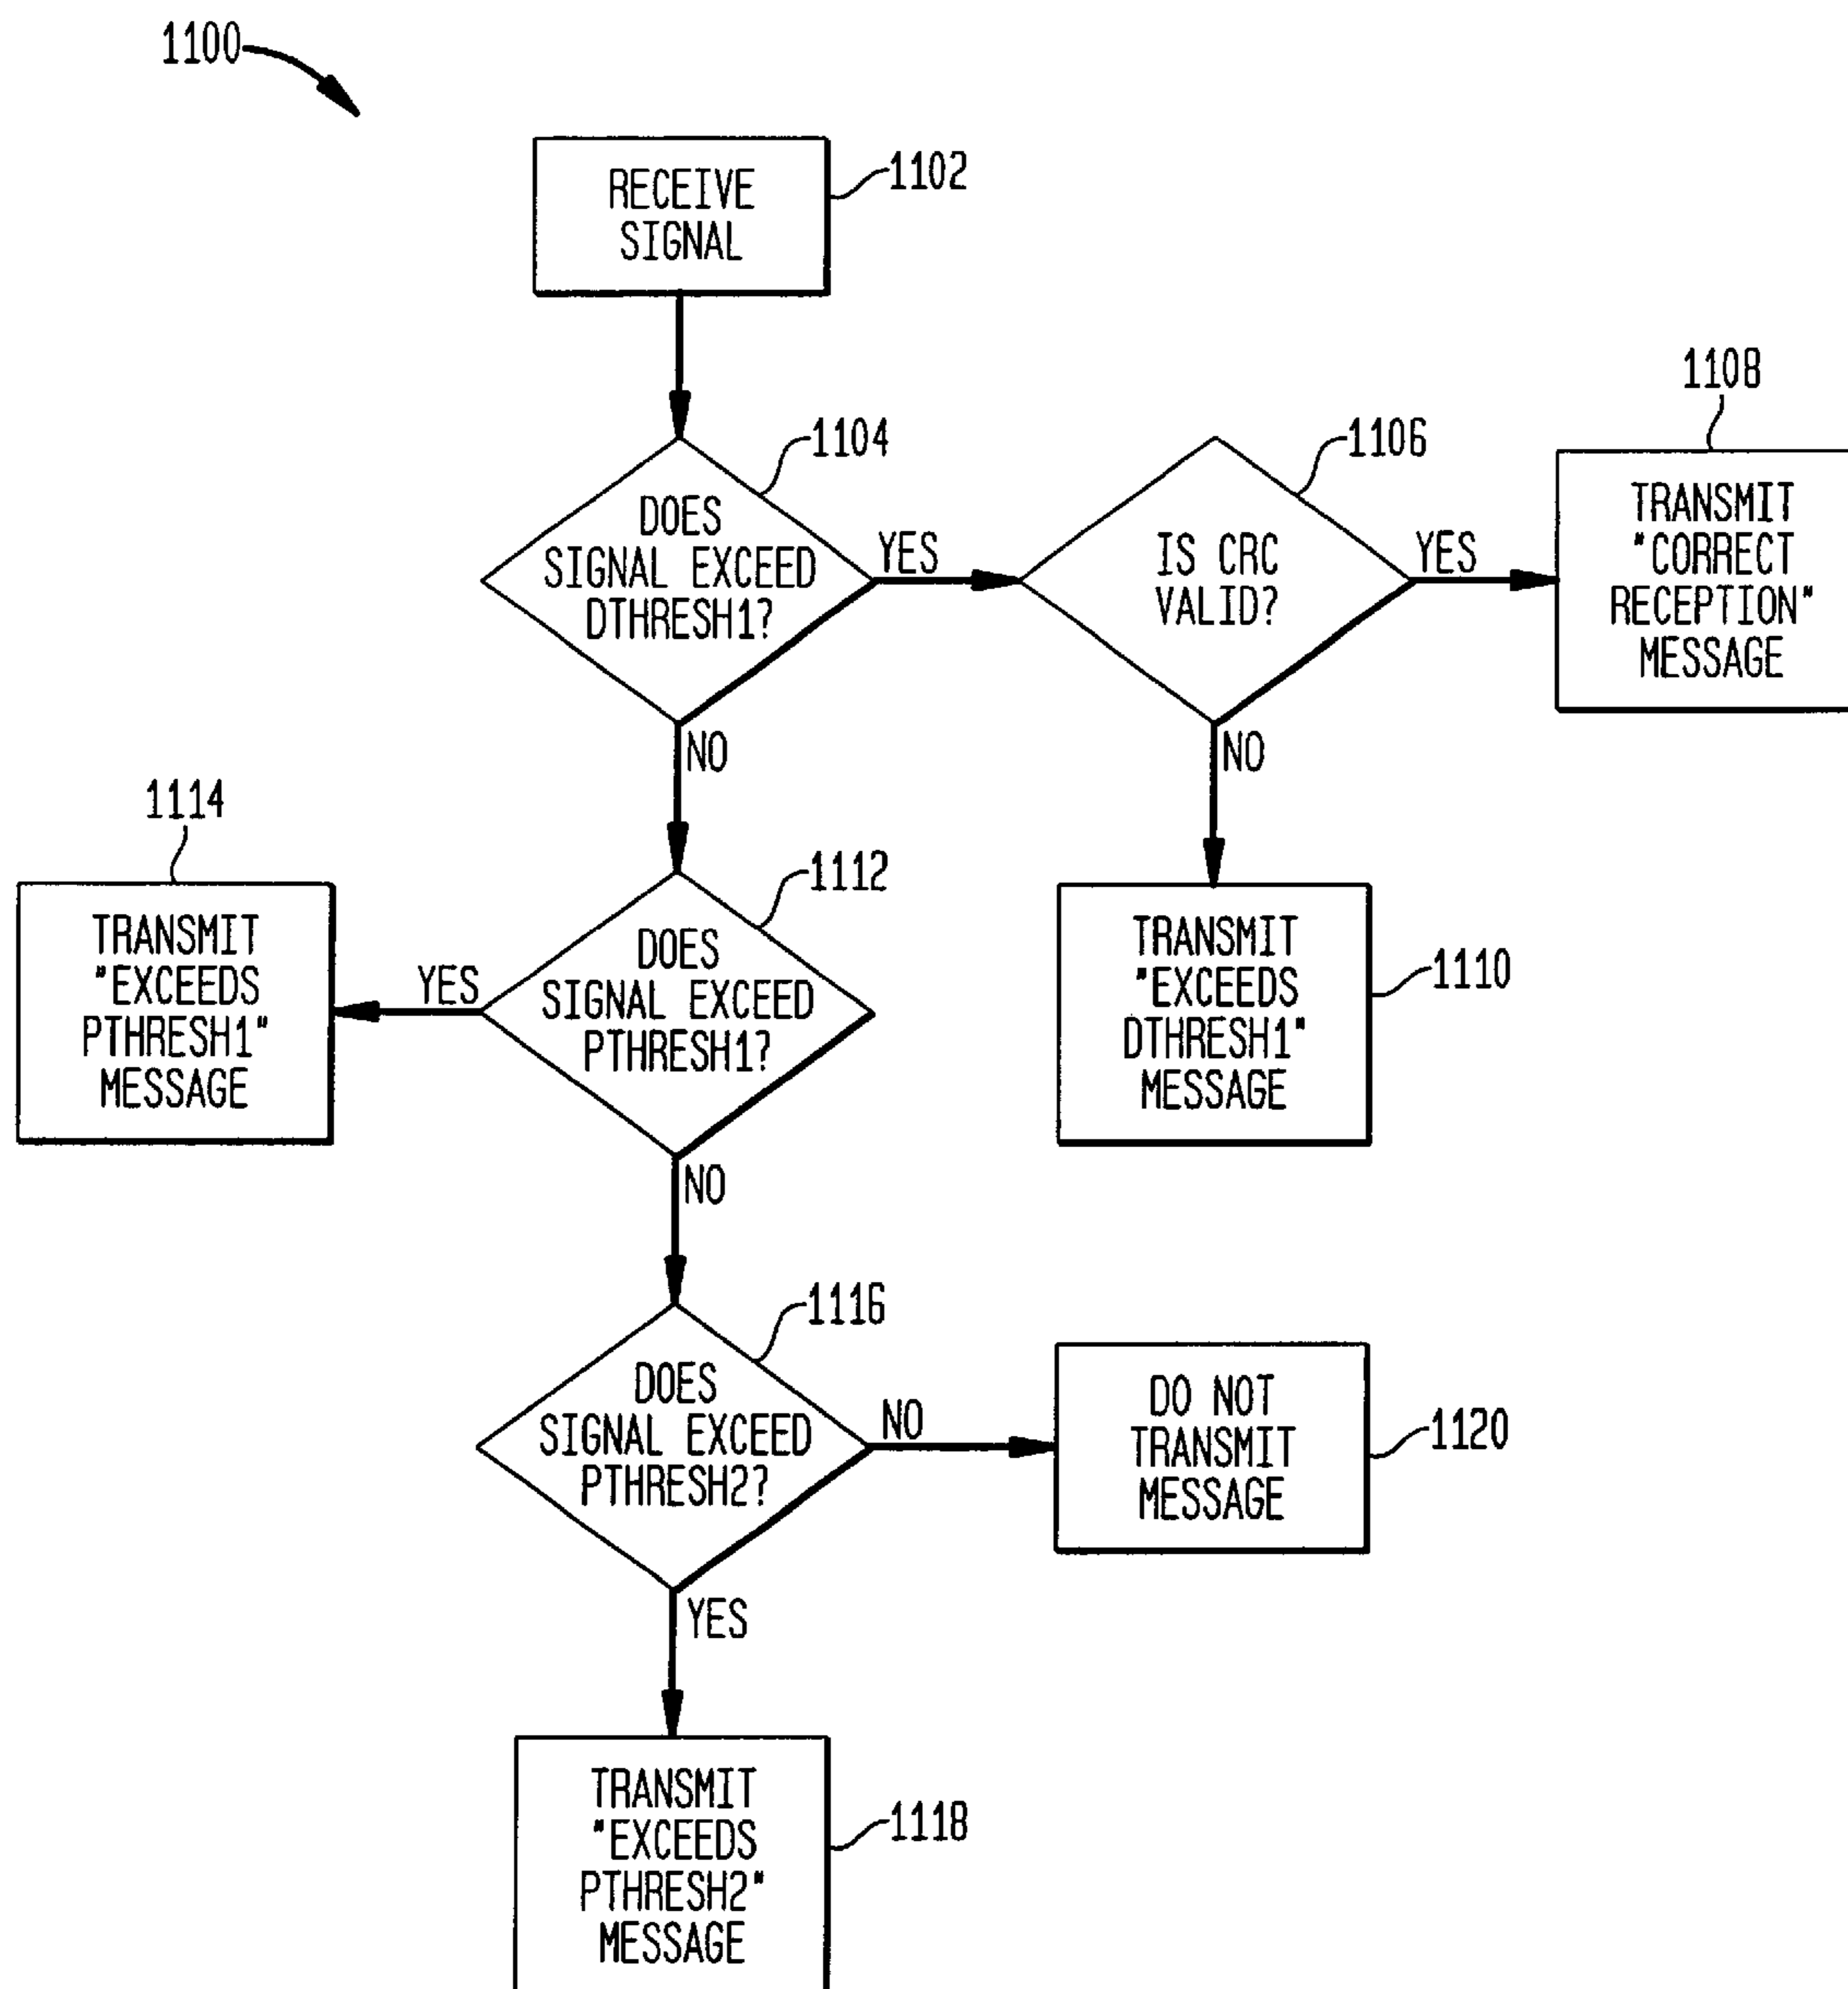 1100
RECEIVE
SIGNAL
1102
1104
DOES
SIGNAL EXCEED
DTHRESH1?
YES
NO
1106
IS CRC
VALID?
YES
NO
1108
TRANSMIT
"CORRECT
RECEPTION"
MESSAGE
1114
TRANSMIT
"EXCEEDS
PTHRESH1"
MESSAGE
YES
1112
DOES
SIGNAL EXCEED
PTHRESH1?
NO
TRANSMIT
"EXCEEDS
DTHRESH1"
MESSAGE
1110
1116
DOES
SIGNAL EXCEED
PTHRESH2?
NO
YES
DO NOT
TRANSMIT
MESSAGE
1120
TRANSMIT
"EXCEEDS
PTHRESH2"
MESSAGE
1118